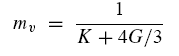 m_v = 1 / (K + 4G/3)